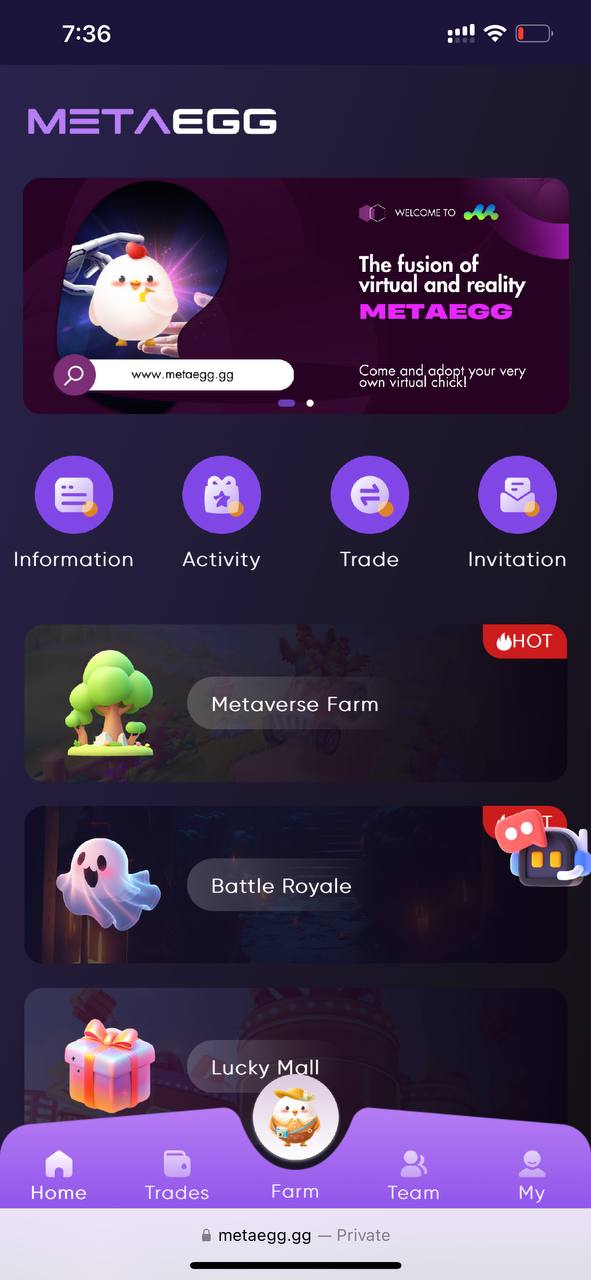 7:36
METAEGG
WELCOME TO
The fusion of
virtual and reality
METAEGG
www.metaegg.gg
Come and adopt your very
own virtual chick!
Information
Activity
Trade
Invitation
HOT
Metaverse Farm
Battle Royale
Lucky Mall
Home
Trades
Farm
Team
My
metaegg.gg — Private